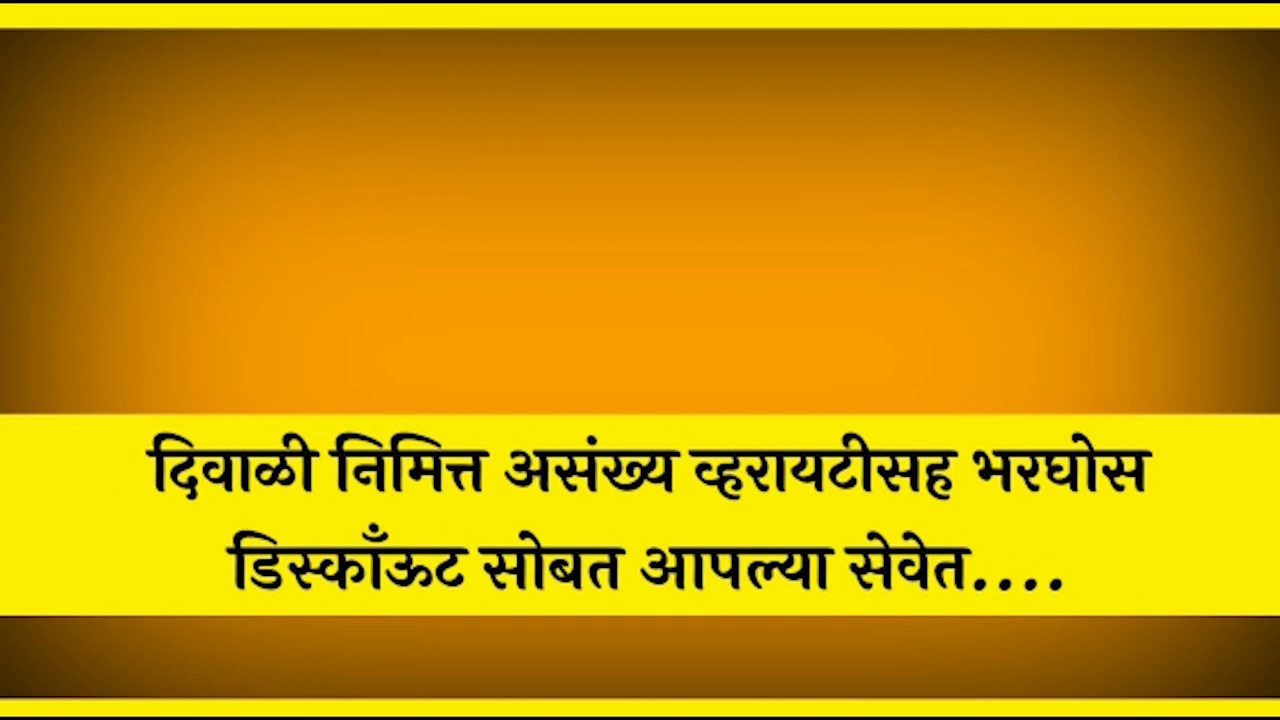 दिवाळी निमित्त असंख्य व्हरायटीसह भरघोस
डिस्काँऊट सोबत आपल्या सेवेत....